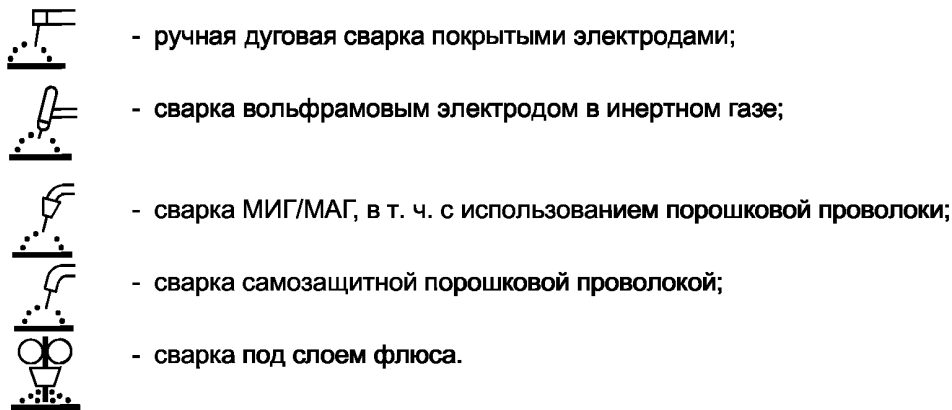 - ручная дуговая сварка покрытыми электродами;
- сварка вольфрамовым электродом в инертном газе;
- сварка МИГ/МАГ, в т. ч. с использованием порошковой проволоки;
- сварка самозащитной порошковой проволокой;
- сварка под слоем флюса.